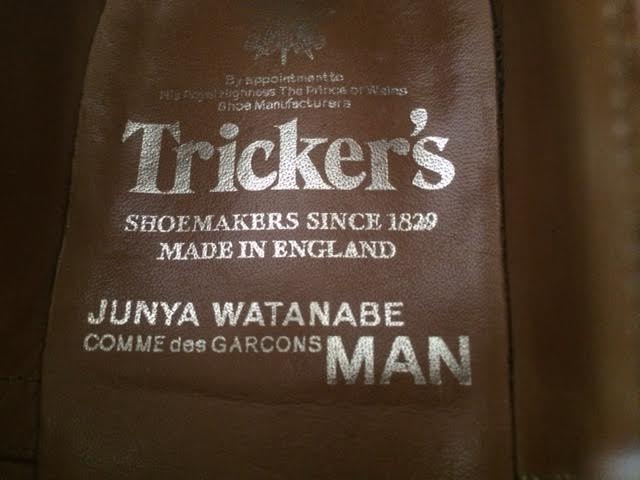 By appointment to
His Royal Highness The Prince of Wales
Shoe Manufacturers
Tricker's
SHOEMAKERS SINCE 1829
MADE IN ENGLAND
JUNYA WATANABE
COMME des GARCONS MAN